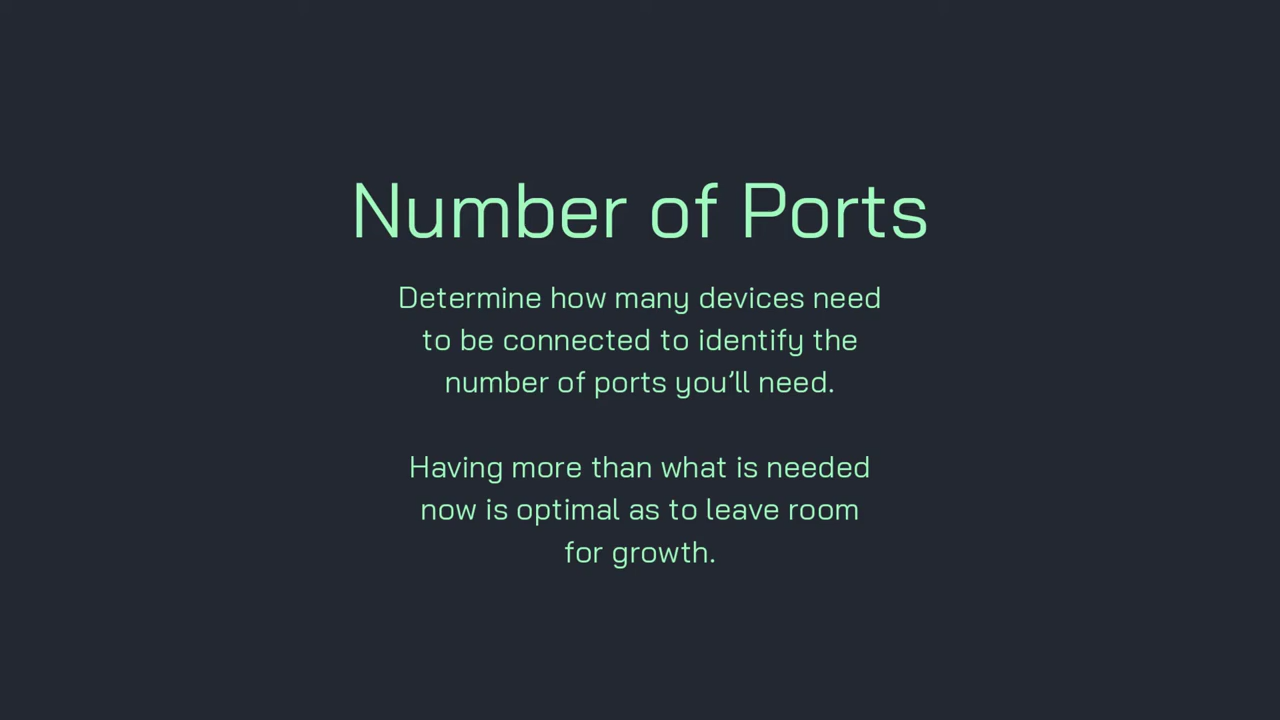 Number of Ports
Determine how many devices need
to be connected to identify the
number of ports you’ll need.
Having more than what is needed
now is optimal as to leave room
for growth.